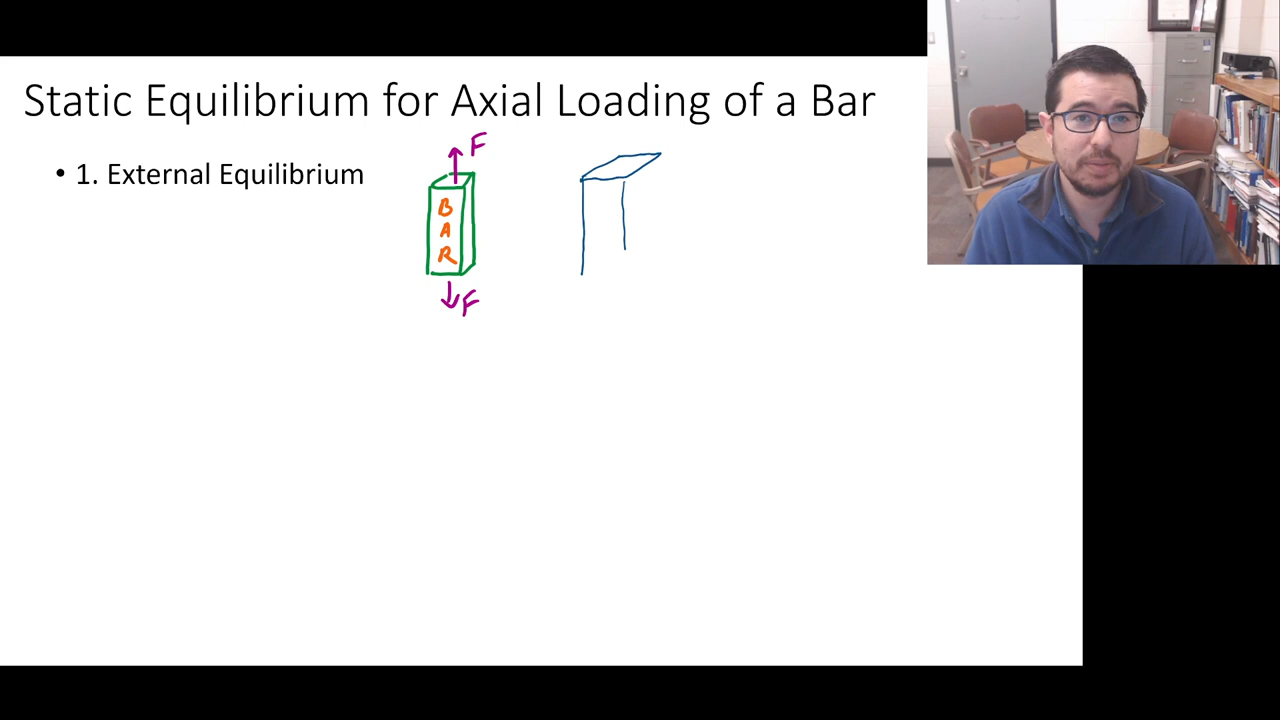 Static Equilibrium for Axial Loading of a Bar
• 1. External Equilibrium
F
B
A
R
F